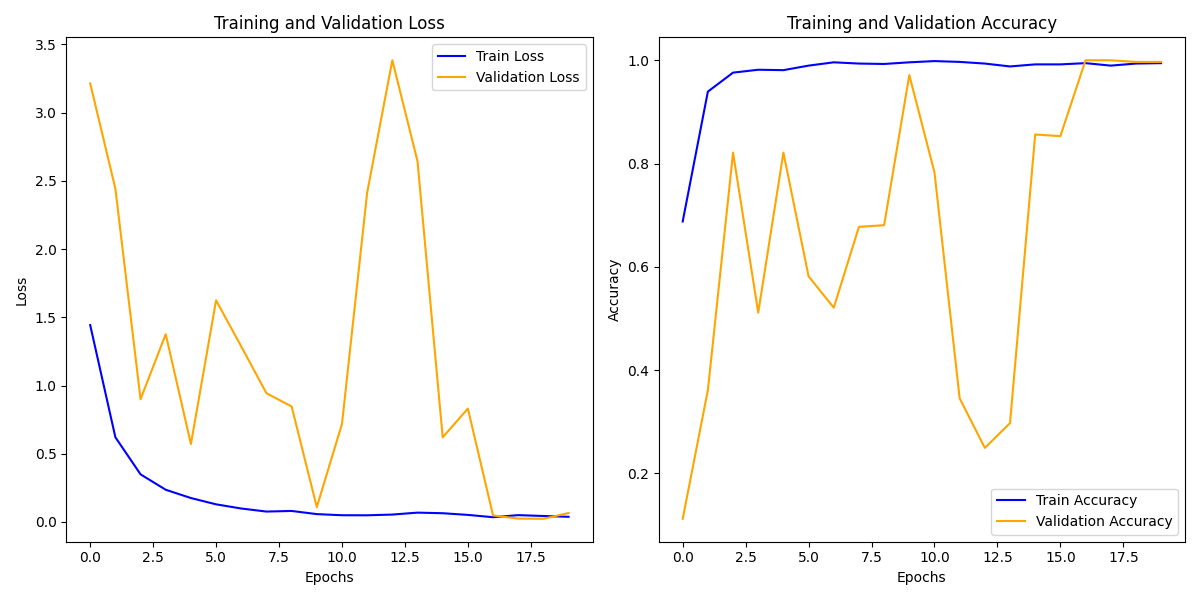 Training and Validation Loss
3.5
3.0
2.5
2.0
1.5
1.0
0.5
0.0
Loss
Train Loss
Validation Loss
0.0 2.5 5.0 7.5 10.0 12.5 15.0 17.5
Epochs
Training and Validation Accuracy
1.0
0.8
0.6
0.4
0.2
Accuracy
Train Accuracy
Validation Accuracy
0.0 2.5 5.0 7.5 10.0 12.5 15.0 17.5
Epochs